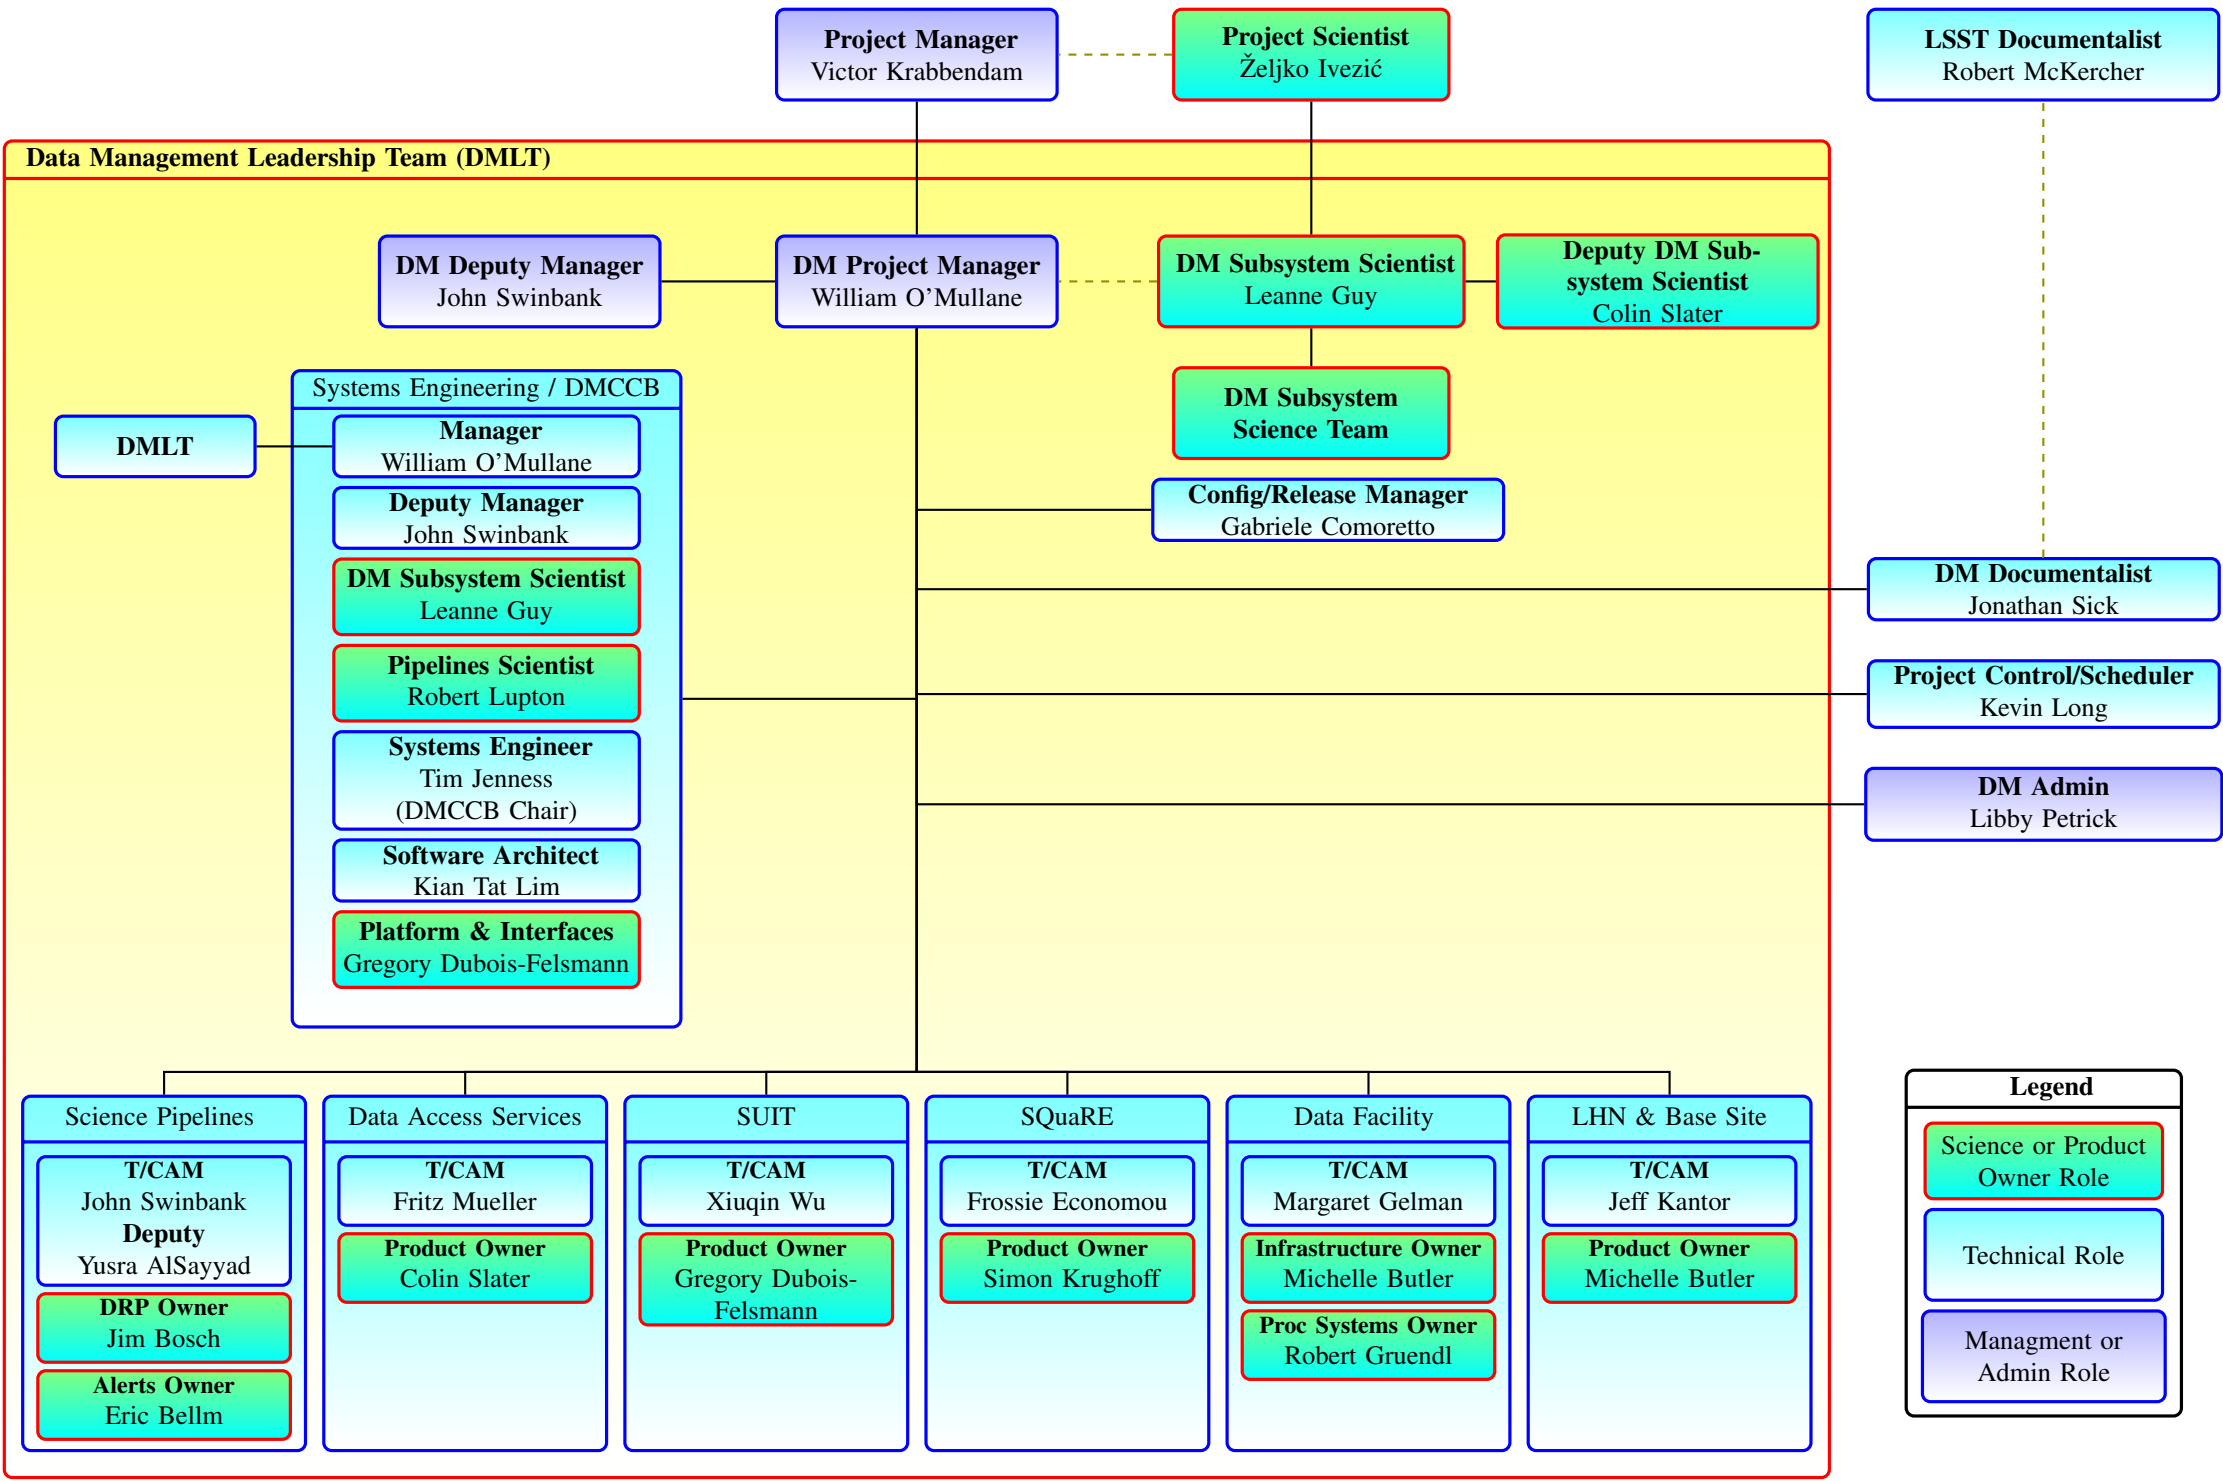 Project Manager
Victor Krabbendam
Project Scientist
Željko Ivezić
LSST Documentalist
Robert McKercher
Data Management Leadership Team (DMLT)
DM Deputy Manager
John Swinbank
DM Project Manager
William O'Mullane
DM Subsystem Scientist
Leanne Guy
Deputy DM Sub-
system Scientist
Colin Slater
DM Subsystem
Science Team
Systems Engineering / DMCCB
DMLT
Manager
William O'Mullane
Deputy Manager
John Swinbank
DM Subsystem Scientist
Leanne Guy
Pipelines Scientist
Robert Lupton
Systems Engineer
Tim Jenness
(DMCCB Chair)
Software Architect
Kian Tat Lim
Platform & Interfaces
Gregory Dubois-Felsmann
Config/Release Manager
Gabriele Comoretto
DM Documentalist
Jonathan Sick
Project Control/Scheduler
Kevin Long
DM Admin
Libby Petrick
Science Pipelines
T/CAM
John Swinbank
Deputy
Yusra AlSayyad
DRP Owner
Jim Bosch
Alerts Owner
Eric Bellm
Data Access Services
T/CAM
Fritz Mueller
Product Owner
Colin Slater
SUIT
T/CAM
Xiuqin Wu
Product Owner
Gregory Dubois-
Felsmann
SQuaRE
T/CAM
Frossie Economou
Product Owner
Simon Krughoff
Data Facility
T/CAM
Margaret Gelman
Infrastructure Owner
Michelle Butler
Proc Systems Owner
Robert Gruendl
LHN & Base Site
T/CAM
Jeff Kantor
Product Owner
Michelle Butler
Legend
Science or Product
Owner Role
Technical Role
Managment or
Admin Role